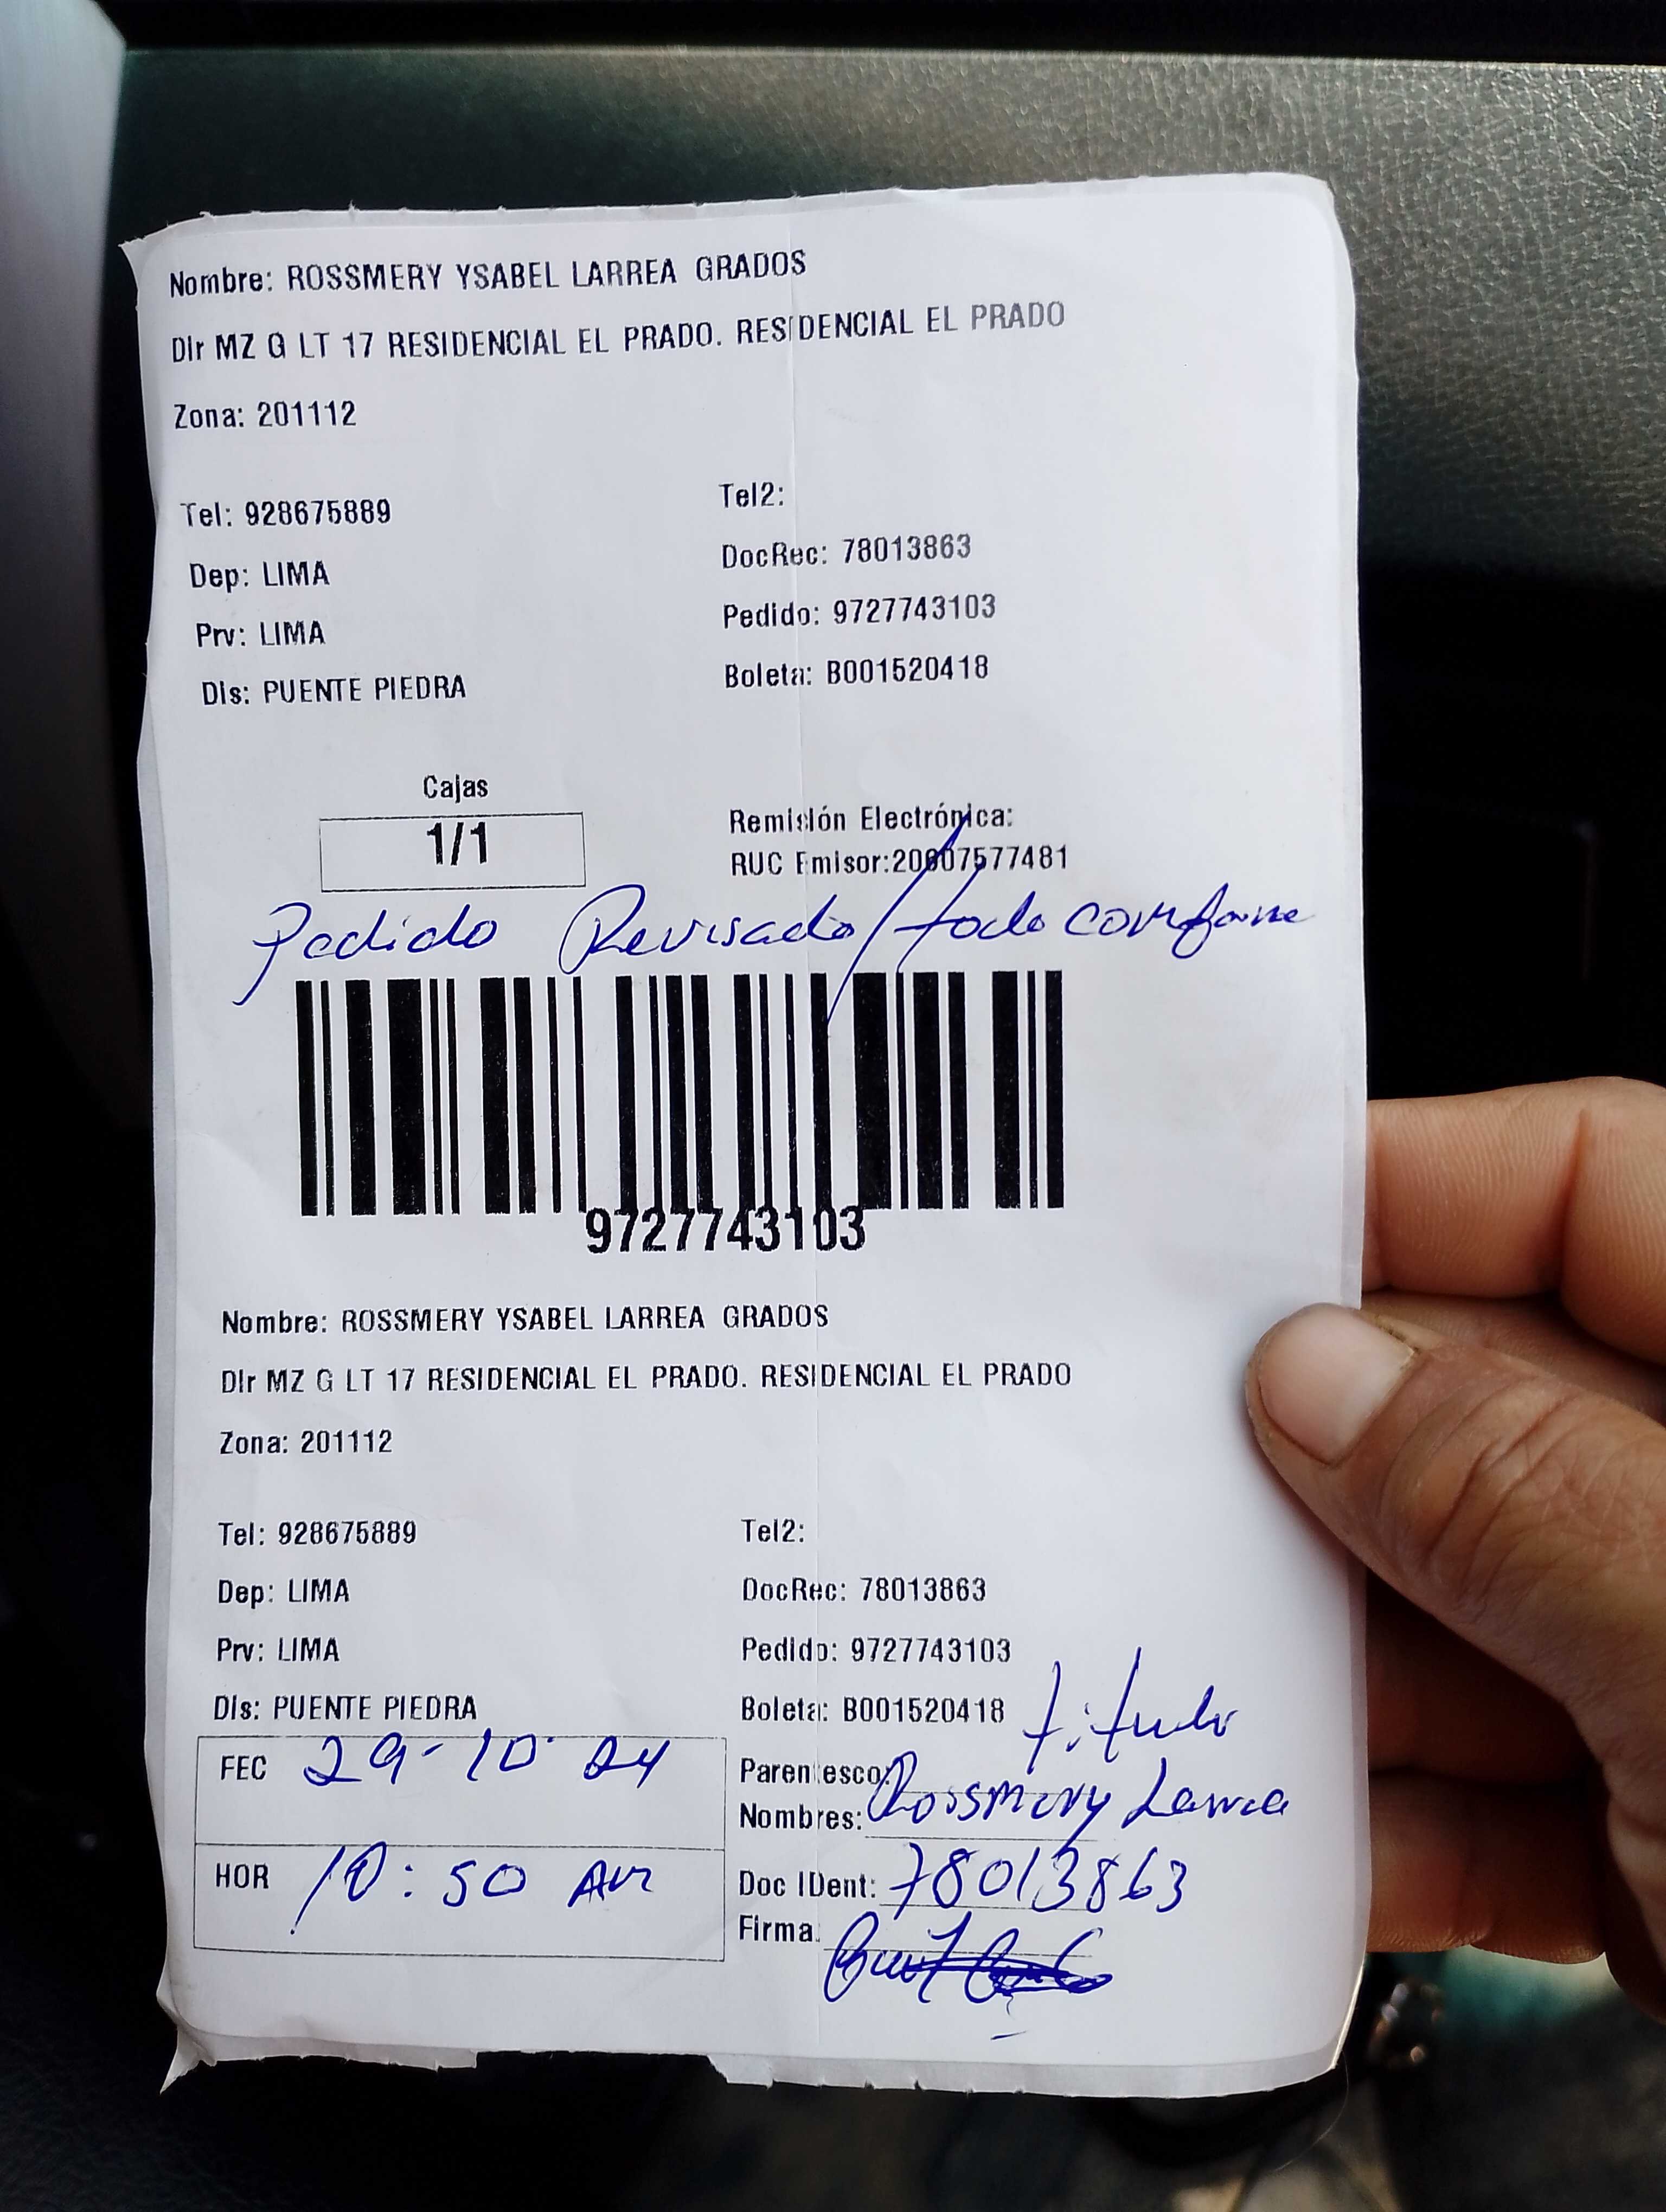 Nombre: ROSSMERY YSABEL LARREA GRADOS
Dir MZ G LT 17 RESIDENCIAL EL PRADO. RESIDENCIAL EL PRADO
Zona: 201112
Tel: 928675889
Tel2:
Dep: LIMA
DocRec: 78013863
Prv: LIMA
Pedido: 9727743103
Dis: PUENTE PIEDRA
Boleta: B001520418
Cajas
1/1
Remisión Electrónica:
RUC Emisor:20607577481
Pedido Revisado/todo conforme
9727743103
Nombre: ROSSMERY YSABEL LARREA GRADOS
Dir MZ G LT 17 RESIDENCIAL EL PRADO. RESIDENCIAL EL PRADO
Zona: 201112
Tel: 928675889
Tel2:
Dep: LIMA
DocRec: 78013863
Prv: LIMA
Pedido: 9727743103
Dis: PUENTE PIEDRA
Boleta: B001520418
FEC 29-10-24
Parentesco: titular
Nombres: Rossmery Larrea
HOR 10:50 AM
Doc IDent: 78013863
Firma: